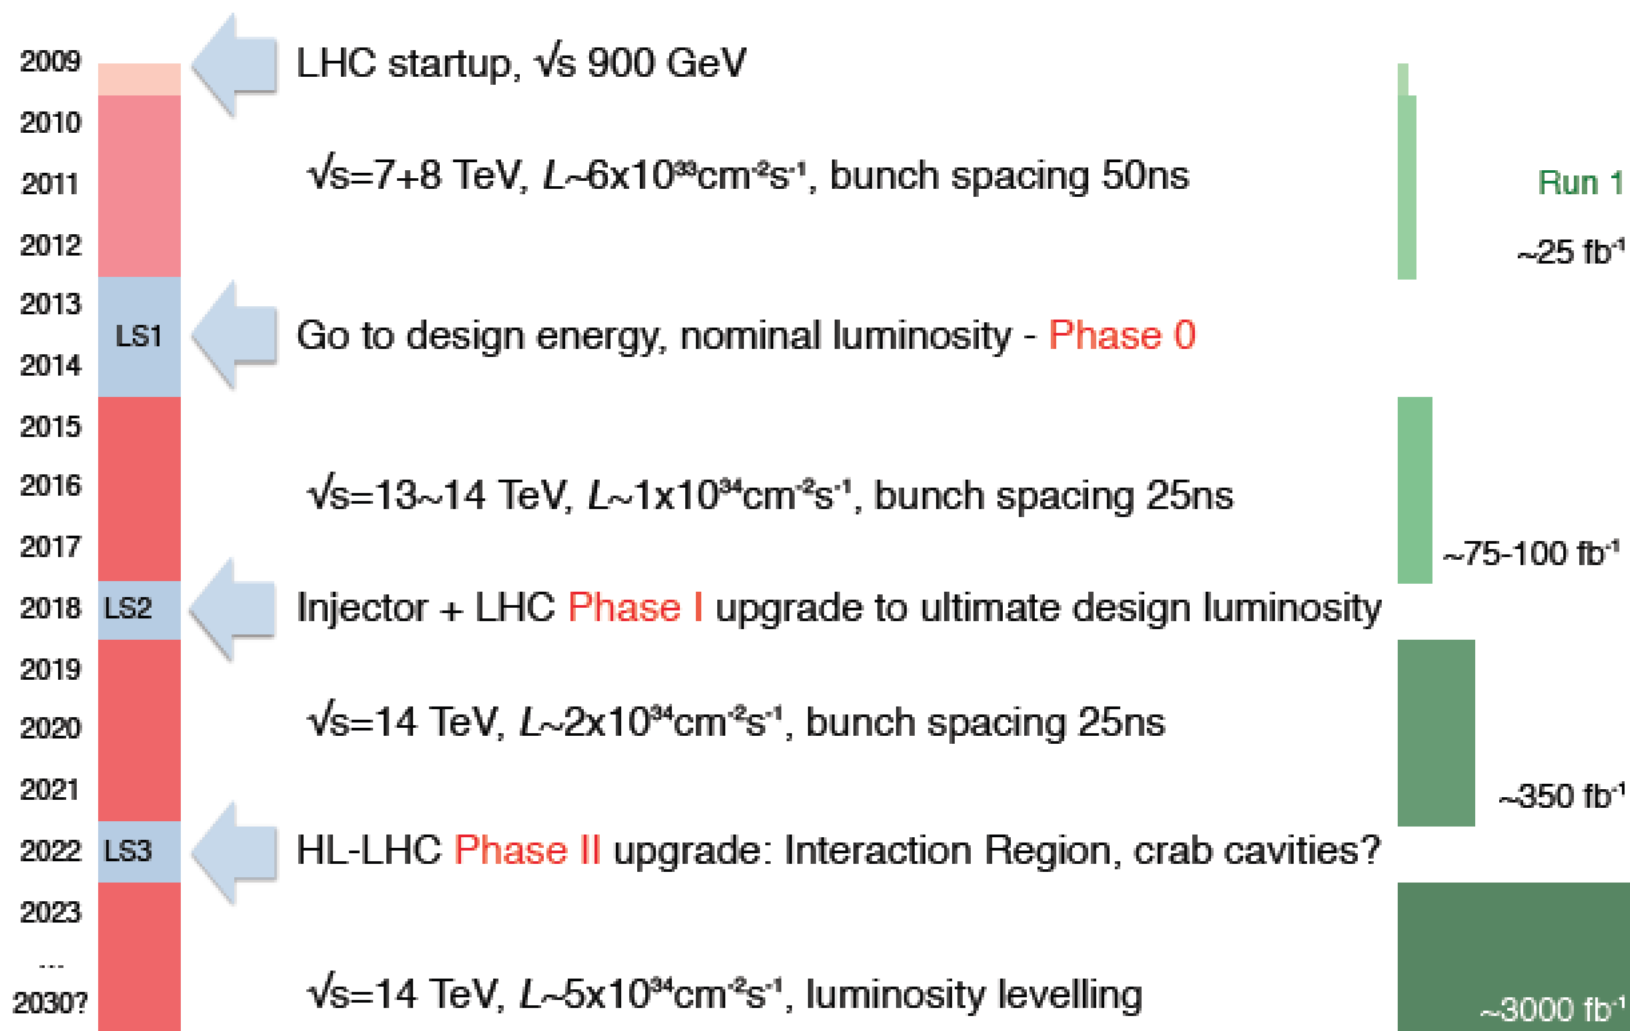 2009 LHC startup, √s 900 GeV
2010
√s=7+8 TeV, L~6x10³³cm⁻²s⁻¹, bunch spacing 50ns
2011 Run 1
2012 ~25 fb⁻¹
2013
LS1 Go to design energy, nominal luminosity - Phase 0
2014
2015
2016 √s=13~14 TeV, L~1x10³⁴cm⁻²s⁻¹, bunch spacing 25ns
2017 ~75-100 fb⁻¹
2018 LS2 Injector + LHC Phase I upgrade to ultimate design luminosity
2019
2020 √s=14 TeV, L~2x10³⁴cm⁻²s⁻¹, bunch spacing 25ns
2021 ~350 fb⁻¹
2022 LS3 HL-LHC Phase II upgrade: Interaction Region, crab cavities?
2023
...
2030? √s=14 TeV, L~5x10³⁴cm⁻²s⁻¹, luminosity levelling ~3000 fb⁻¹